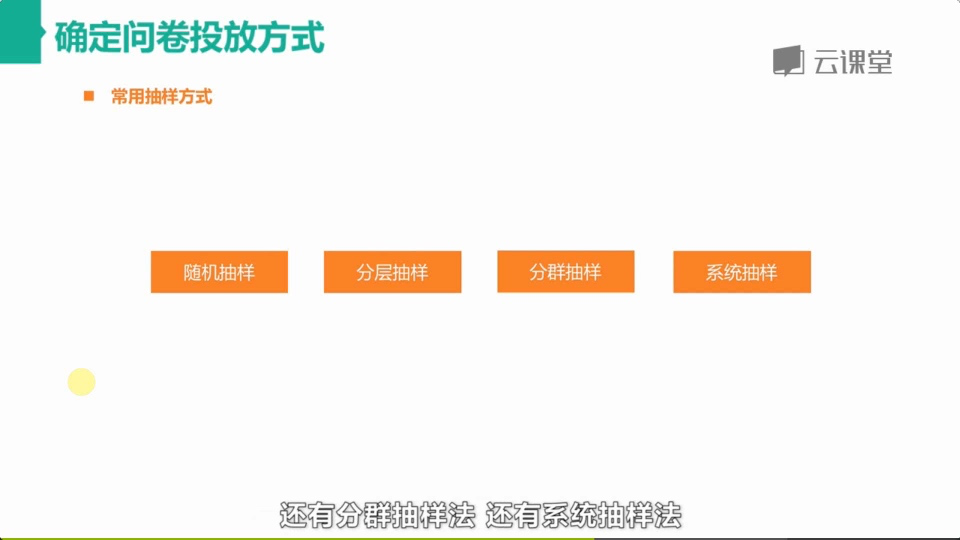 确定问卷投放方式
云课堂
常用抽样方式
随机抽样
分层抽样
分群抽样
系统抽样
还有分群抽样法 还有系统抽样法